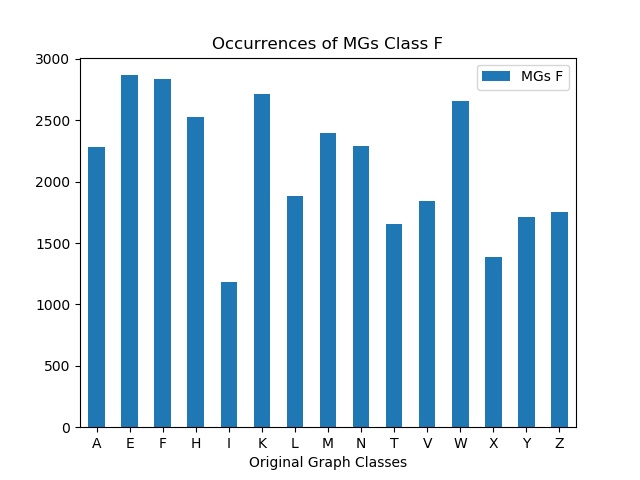 Occurrences of MGs Class F
MGs F
3000
2500
2000
1500
1000
500
0
A E F H I K L M N T V W X Y Z
Original Graph Classes